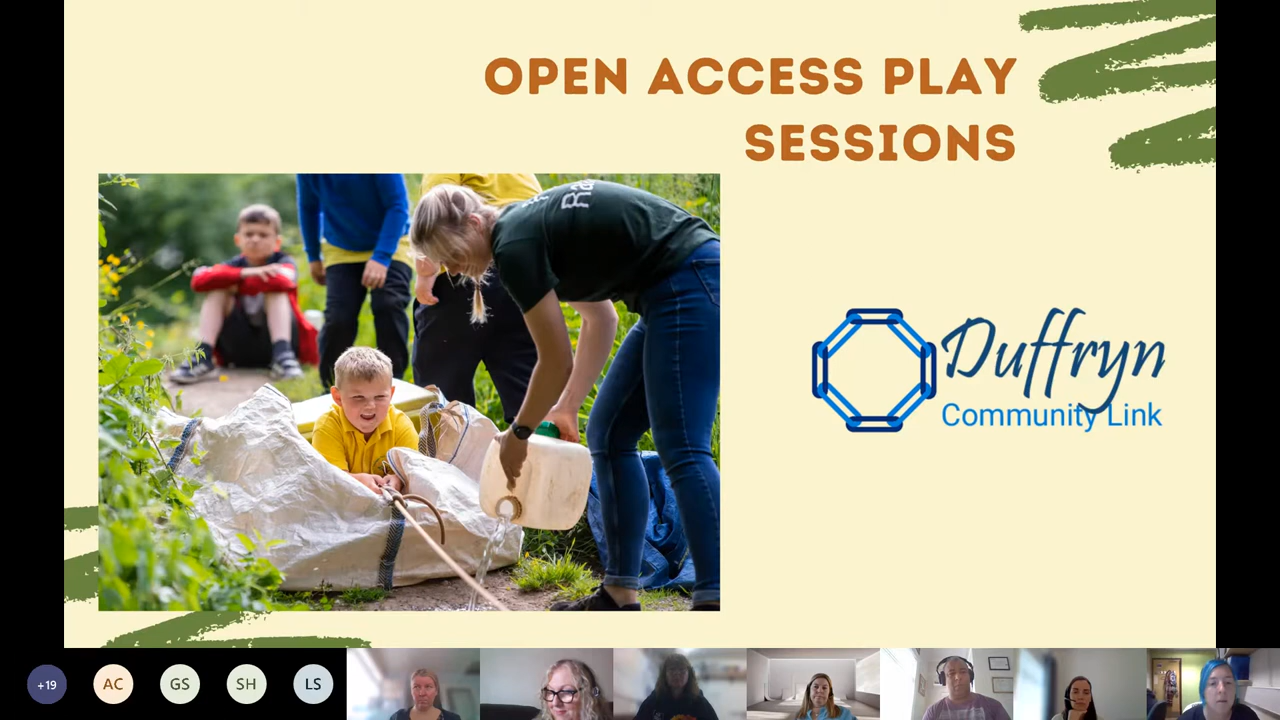 OPEN ACCESS PLAY
SESSIONS
Duffryn
Community Link
+19
AC
GS
SH
LS